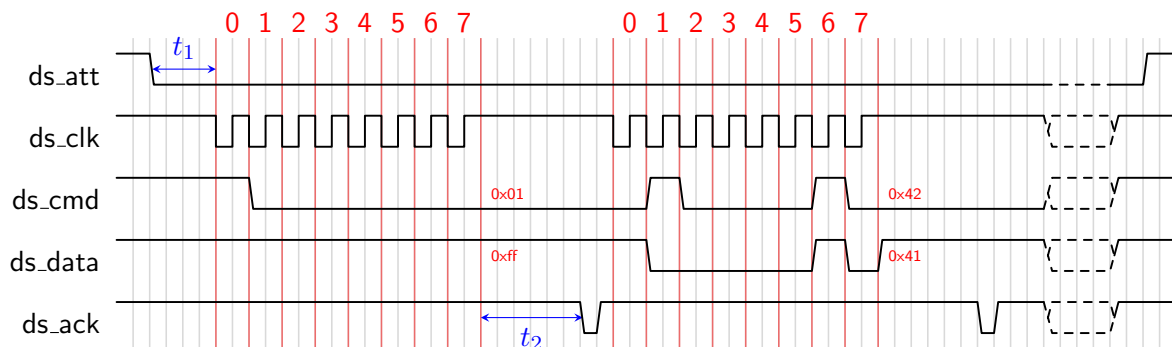 0 1 2 3 4 5 6 7 0 1 2 3 4 5 6 7
t1
ds_att
ds_clk
ds_cmd 0x01 0x42
ds_data 0xff 0x41
ds_ack
t2